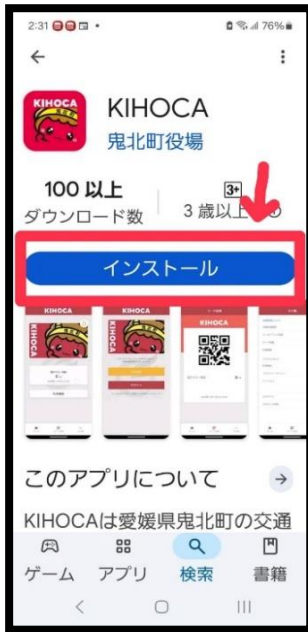 2:31
76%
KIHOCA
KIHOCA
鬼北町役場
100 以上
ダウンロード数
3+
3 歳以上
インストール
KIHOCA
KIHOCA
KIHOCA
このアプリについて
KIHOCAは愛媛県鬼北町の交通
ゲーム
アプリ
検索
書籍